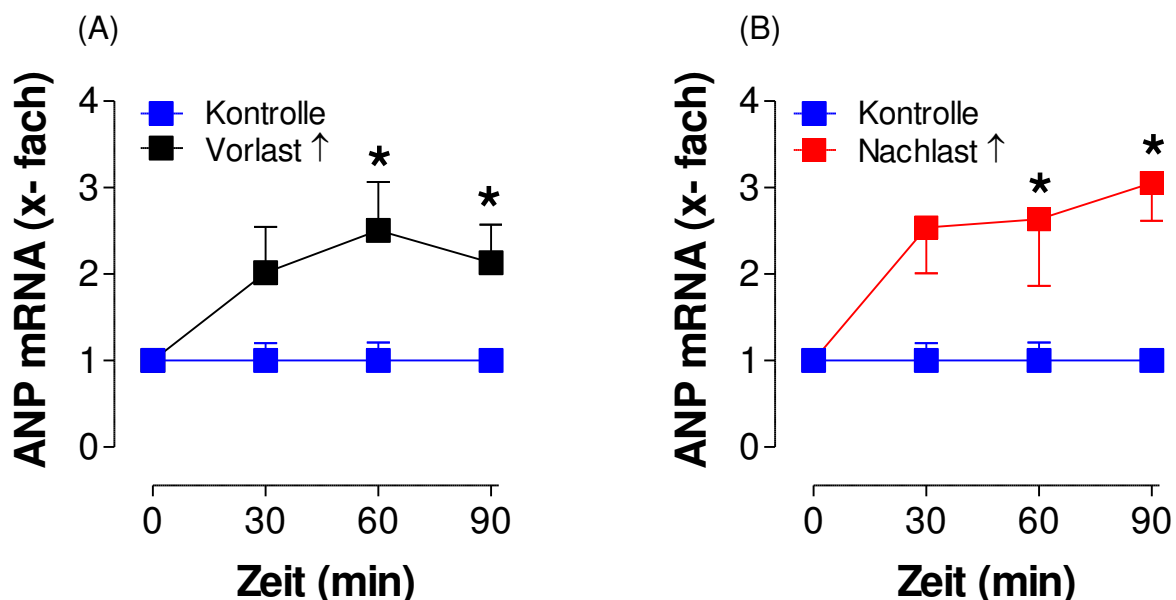 (A)
ANP mRNA (x- fach)
Kontrolle
Vorlast ↑
*
*
4
3
2
1
0
0 30 60 90
Zeit (min)
(B)
ANP mRNA (x- fach)
Kontrolle
Nachlast ↑
*
*
4
3
2
1
0
0 30 60 90
Zeit (min)